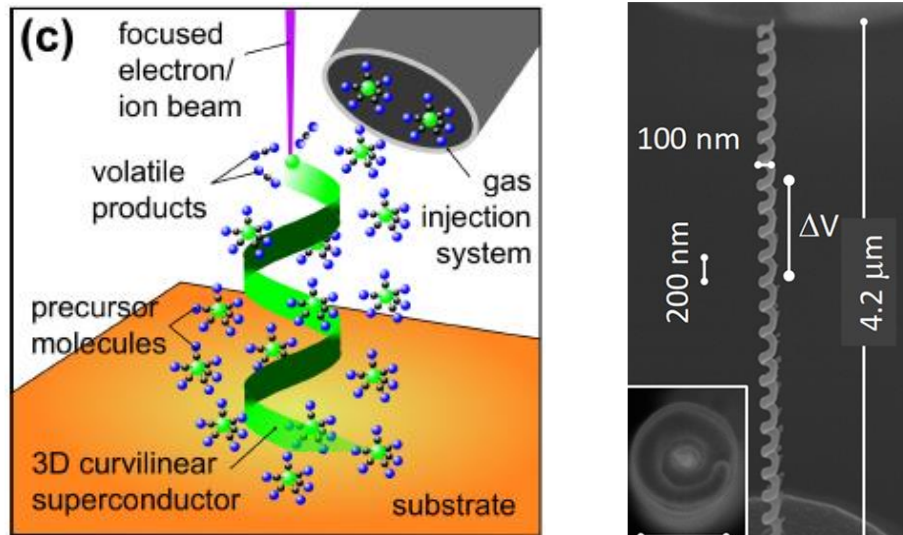 (c)
focused
electron/
ion beam
volatile
products
gas
injection
system
precursor
molecules
3D curvilinear
superconductor
substrate
100 nm
ΔV
200 nm
4.2 μm